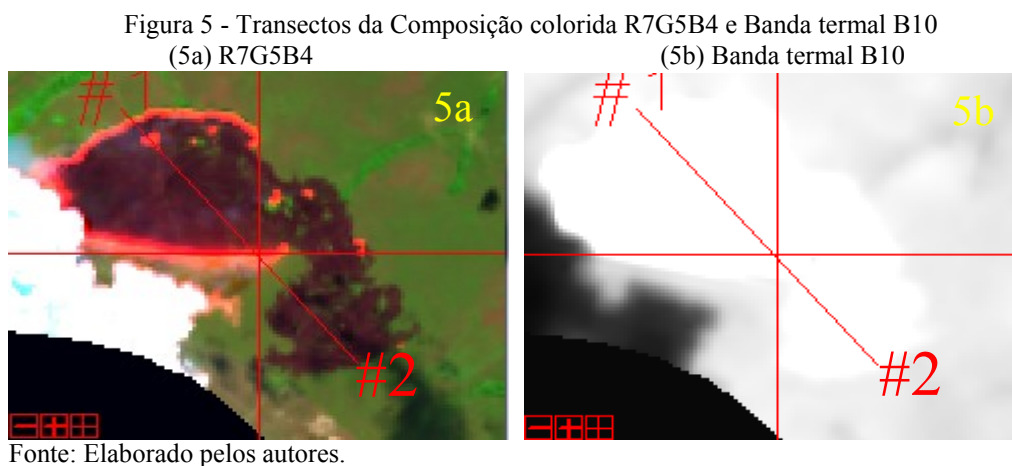 Figura 5 - Transectos da Composição colorida R7G5B4 e Banda termal B10
(5a) R7G5B4 (5b) Banda termal B10
#1 5a #1 5b
#2 #2
Fonte: Elaborado pelos autores.